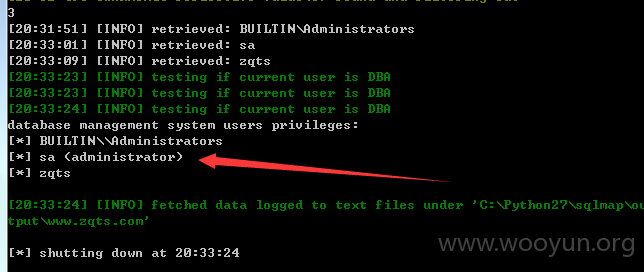 3
[20:31:51] [INFO] retrieved: BUILTIN\Administrators
[20:33:01] [INFO] retrieved: sa
[20:33:09] [INFO] retrieved: zqts
[20:33:23] [INFO] testing if current user is DBA
[20:33:23] [INFO] testing if current user is DBA
[20:33:24] [INFO] testing if current user is DBA
database management system users privileges:
[*] BUILTIN\\Administrators
[*] sa (administrator)
[*] zqts
[20:33:24] [INFO] fetched data logged to text files under 'C:\Python27\sqlmap\ou
tput\www.zqts.com'
[*] shutting down at 20:33:24
www.wooyun.org